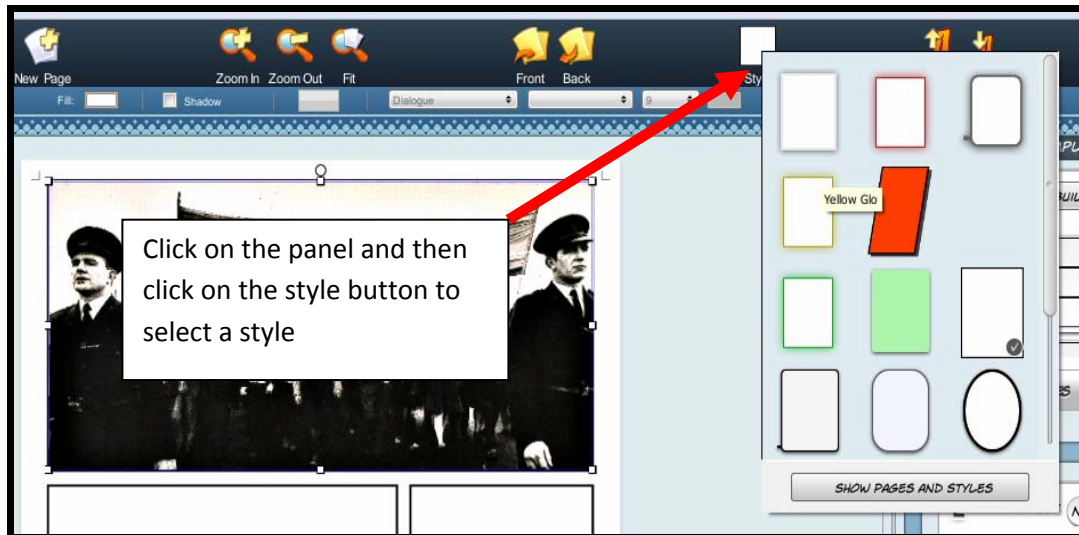 New Page Zoom In Zoom Out Fit Front Back Sty
Fill: Shadow Dialogue 9
Click on the panel and then
click on the style button to
select a style
Yellow Glo
SHOW PAGES AND STYLES